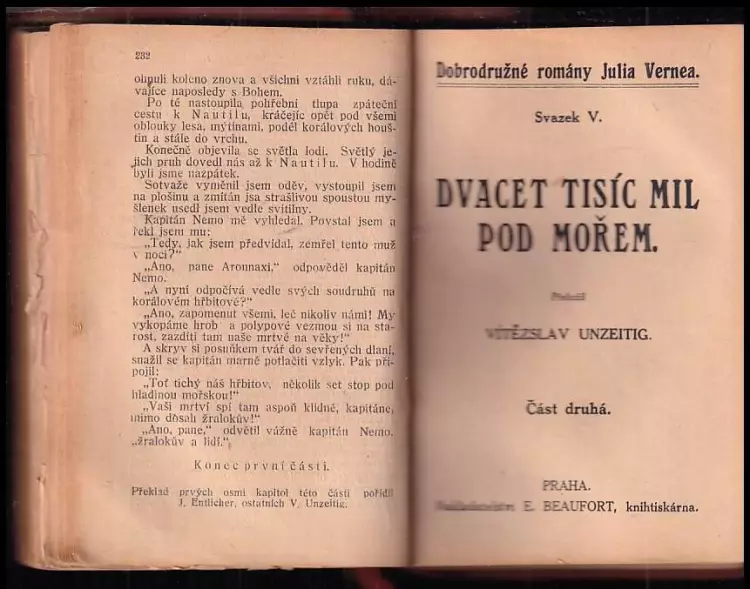 232
ohnuli koleno znova a všichni vztáhli ruku, dá-
vajíce naposledy s Bohem.
Po té nastoupila pohřební tlupa zpáteční
cestu k Nautilu, kráčejíc opět pod všemi
oblouky lesa, mýtinami, podél korálových houš-
tin a stále do vrchu.
Konečně objevila se světla lodi. Světlý je-
jich pruh dovedl nás až k Nautilu. V hodině
byli jsme nazpátek.
Sotvaže vyměnil jsem oděv, vystoupil jsem
na plošinu a zmítán jsa strašlivou spoustou my-
šlenek usedl jsem vedle svítilny.
Kapitán Nemo mě vyhledal. Povstal jsem a
řekl jsem mu:
„Tedy, jak jsem předvídal, zemřel tento muž
v noci?“
„Ano, pane Aronnaxi,“ odpověděl kapitán
Nemo.
„A nyní odpočívá vedle svých soudruhů na
korálovém hřbitově?“
„Ano, zapomenut všemi, leč nikoliv námi! My
vykopáme hrob a polypové vezmou si na sta-
rost, zazdíti tam naše mrtvé na věky!“
A skryv si posuňkem tvář do sevřených dlaní,
snažil se kapitán marně potlačiti vzlyk. Pak při-
pojil:
„Toť tichý náš hřbitov, několik set stop pod
hladinou mořskou!“
„Vaši mrtví spí tam aspoň klidně, kapitáne,
mimo dosah žralokův!“
„Ano, pane,“ odvětil vážně kapitán Nemo,
„žralokův a lidí.“
Konec první části.
Překlad prvých osmi kapitol této části pořídil
J. Entlicher, ostatních V. Unzeitig.
Dobrodružné romány Julia Vernea.
Svazek V.
DVACET TISÍC MIL
POD MOŘEM.
Přeložil
VÍTĚZSLAV UNZEITIG.
Část druhá.
PRAHA.
Nakladatelství E. BEAUFORT, knihtiskárna.